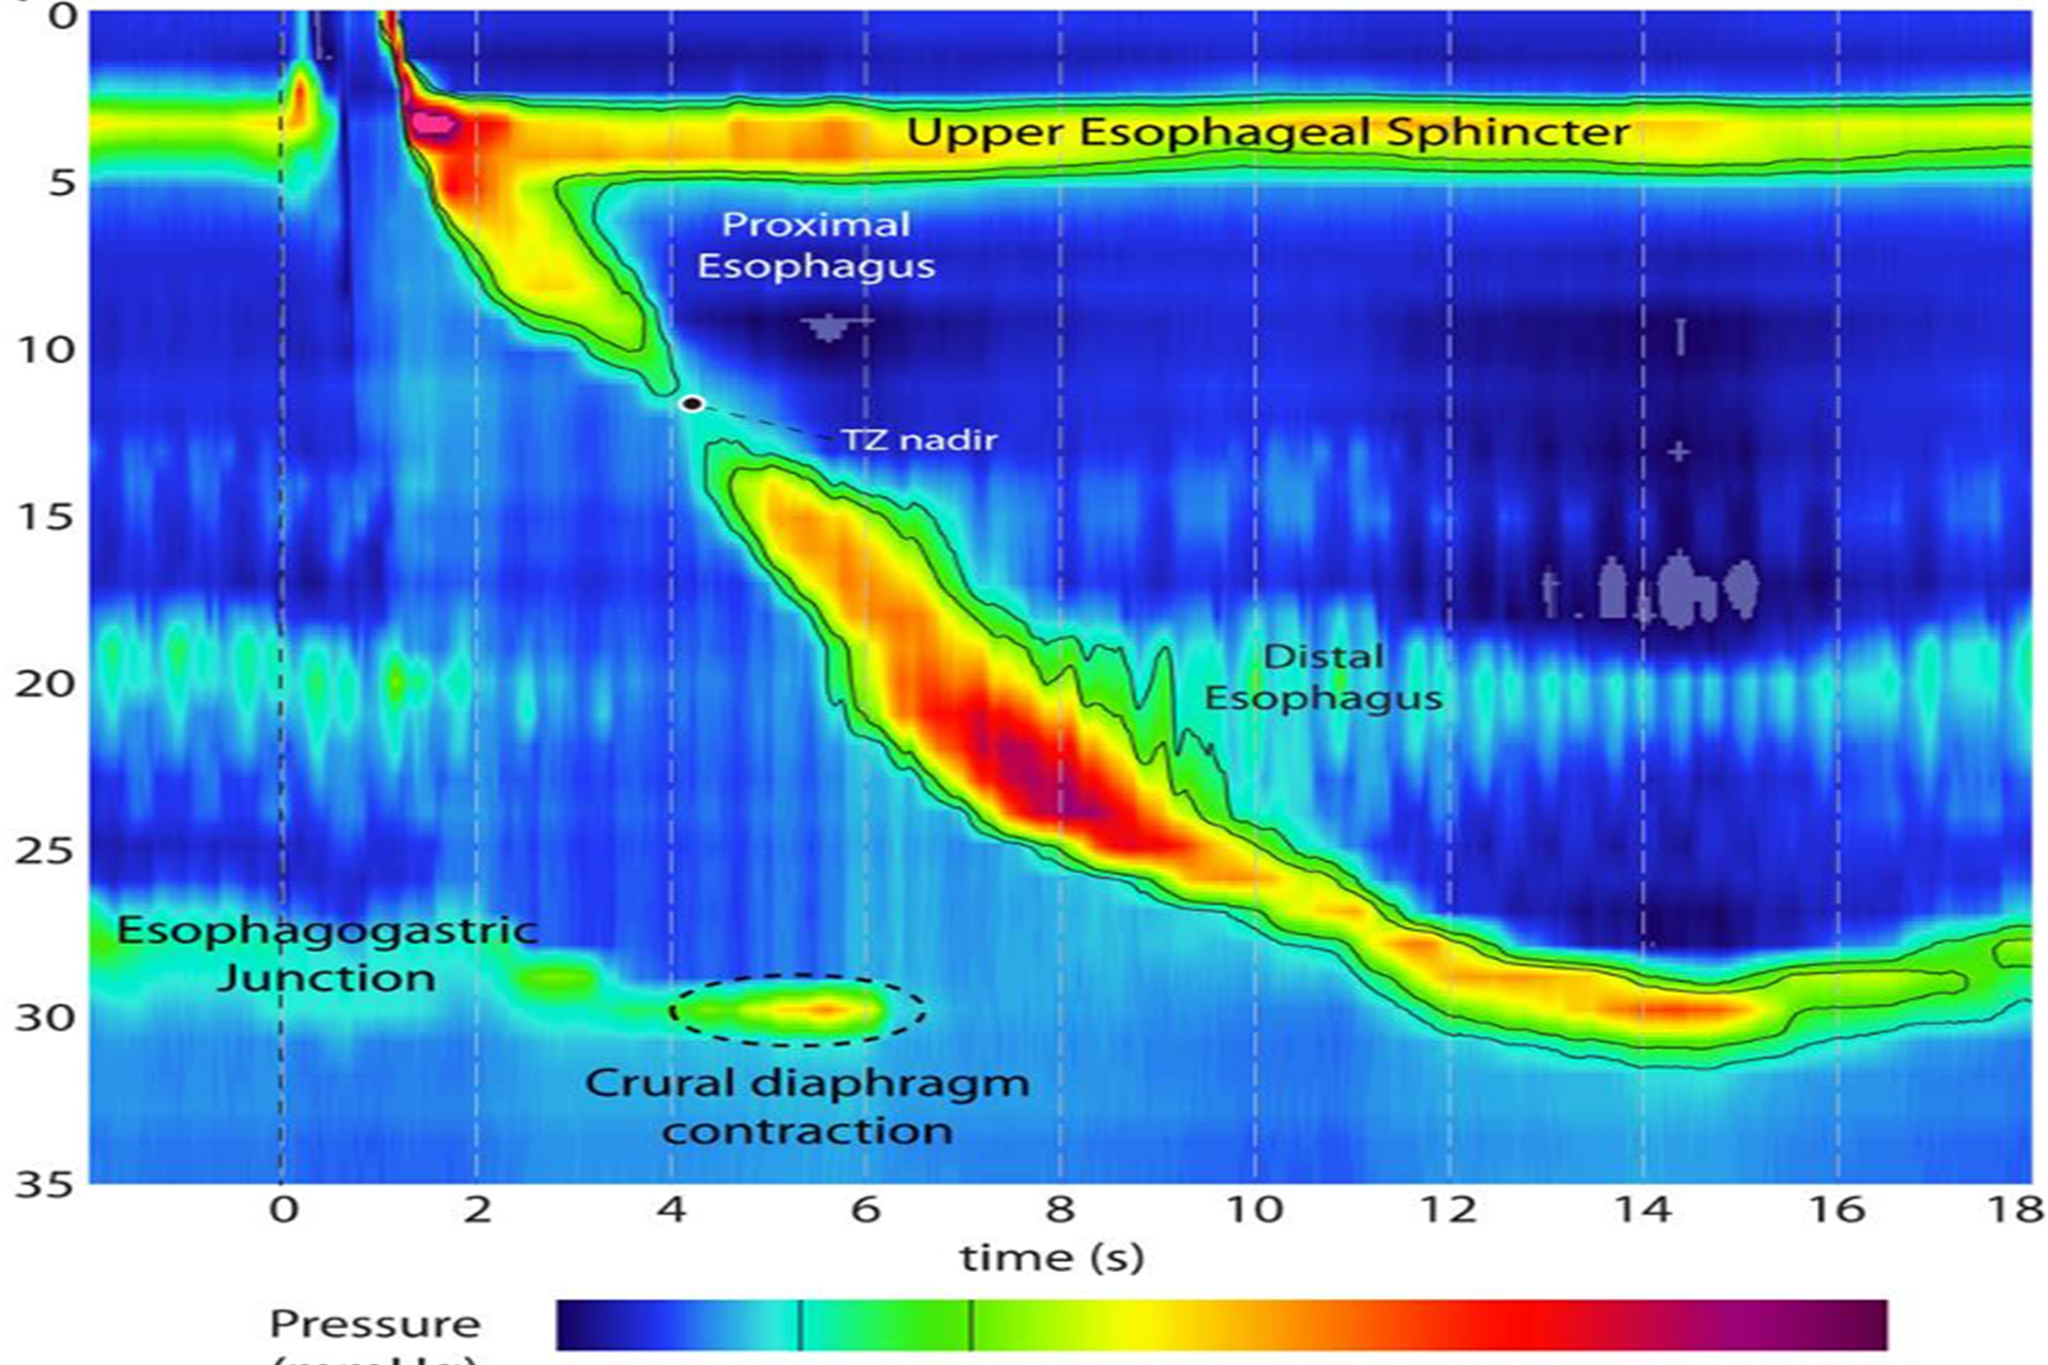 0
Upper Esophageal Sphincter
5
Proximal
Esophagus
10
TZ nadir
15
Distal
20
Esophagus
25
Esophagogastric
Junction
30
Crural diaphragm
contraction
35
0 2 4 6 8 10 12 14 16 18
time (s)
Pressure